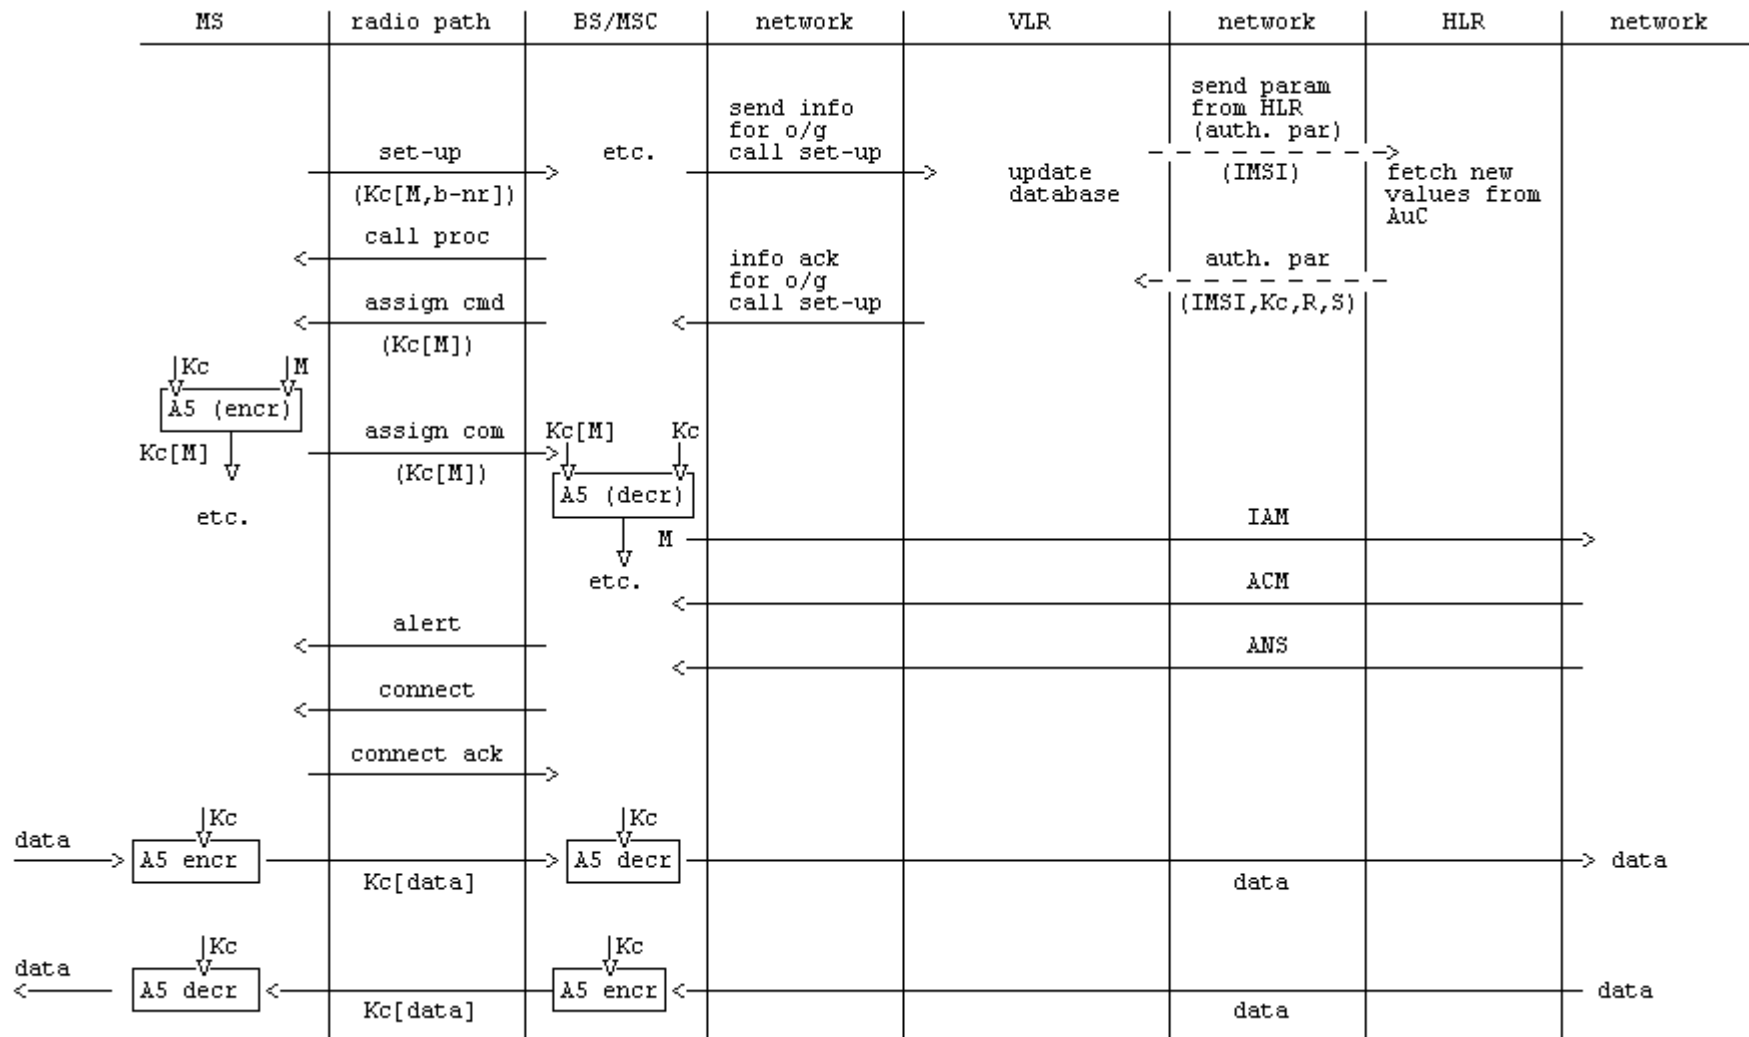 MS radio path BS/MSC network VLR network HLR network
send param
from HLR
(auth. par)
send info
for o/g
call set-up
set-up
etc.
(IMSI)
update
database
fetch new
values from
AuC
(Kc[M,b-nr])
call proc
info ack
for o/g
call set-up
auth. par
(IMSI,Kc,R,S)
assign cmd
(Kc[M])
Kc M
A5 (encr)
Kc[M]
etc.
assign com
(Kc[M])
Kc[M] Kc
A5 (decr)
M
etc.
IAM
ACM
alert
ANS
connect
connect ack
Kc Kc
data A5 encr A5 decr data
Kc[data] data
Kc Kc
data A5 decr A5 encr data
Kc[data] data